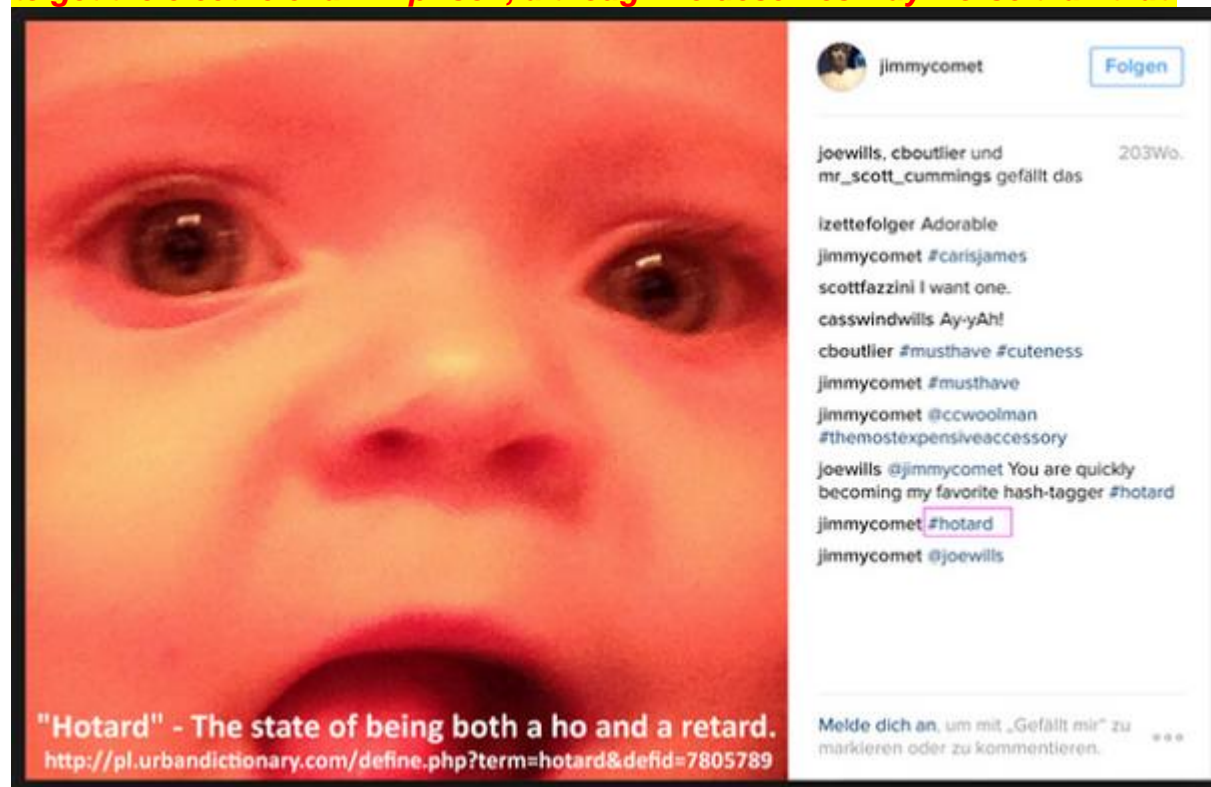 jimmycomet
Folgen
joewills, cboutlier und
mr_scott_cummings gefällt das
203Wo.
izettefolger Adorable
jimmycomet #carisjames
scottfazzini I want one.
casswindwills Ay-yAh!
cboutlier #musthave #cuteness
jimmycomet #musthave
jimmycomet @ccwoolman
#themostexpensiveaccessory
joewills @jimmycomet You are quickly
becoming my favorite hash-tagger #hotard
jimmycomet #hotard
jimmycomet @joewills
Melde dich an, um mit „Gefällt mir" zu
markieren oder zu kommentieren.
"Hotard" - The state of being both a ho and a retard.
http://pl.urbandictionary.com/define.php?term=hotard&defid=7805789